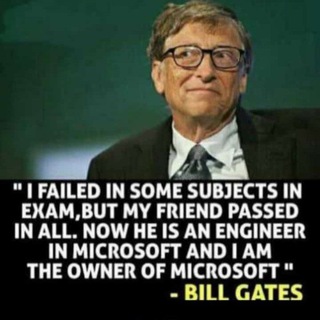 " I FAILED IN SOME SUBJECTS IN
EXAM,BUT MY FRIEND PASSED
IN ALL. NOW HE IS AN ENGINEER
IN MICROSOFT AND I AM
THE OWNER OF MICROSOFT "
- BILL GATES